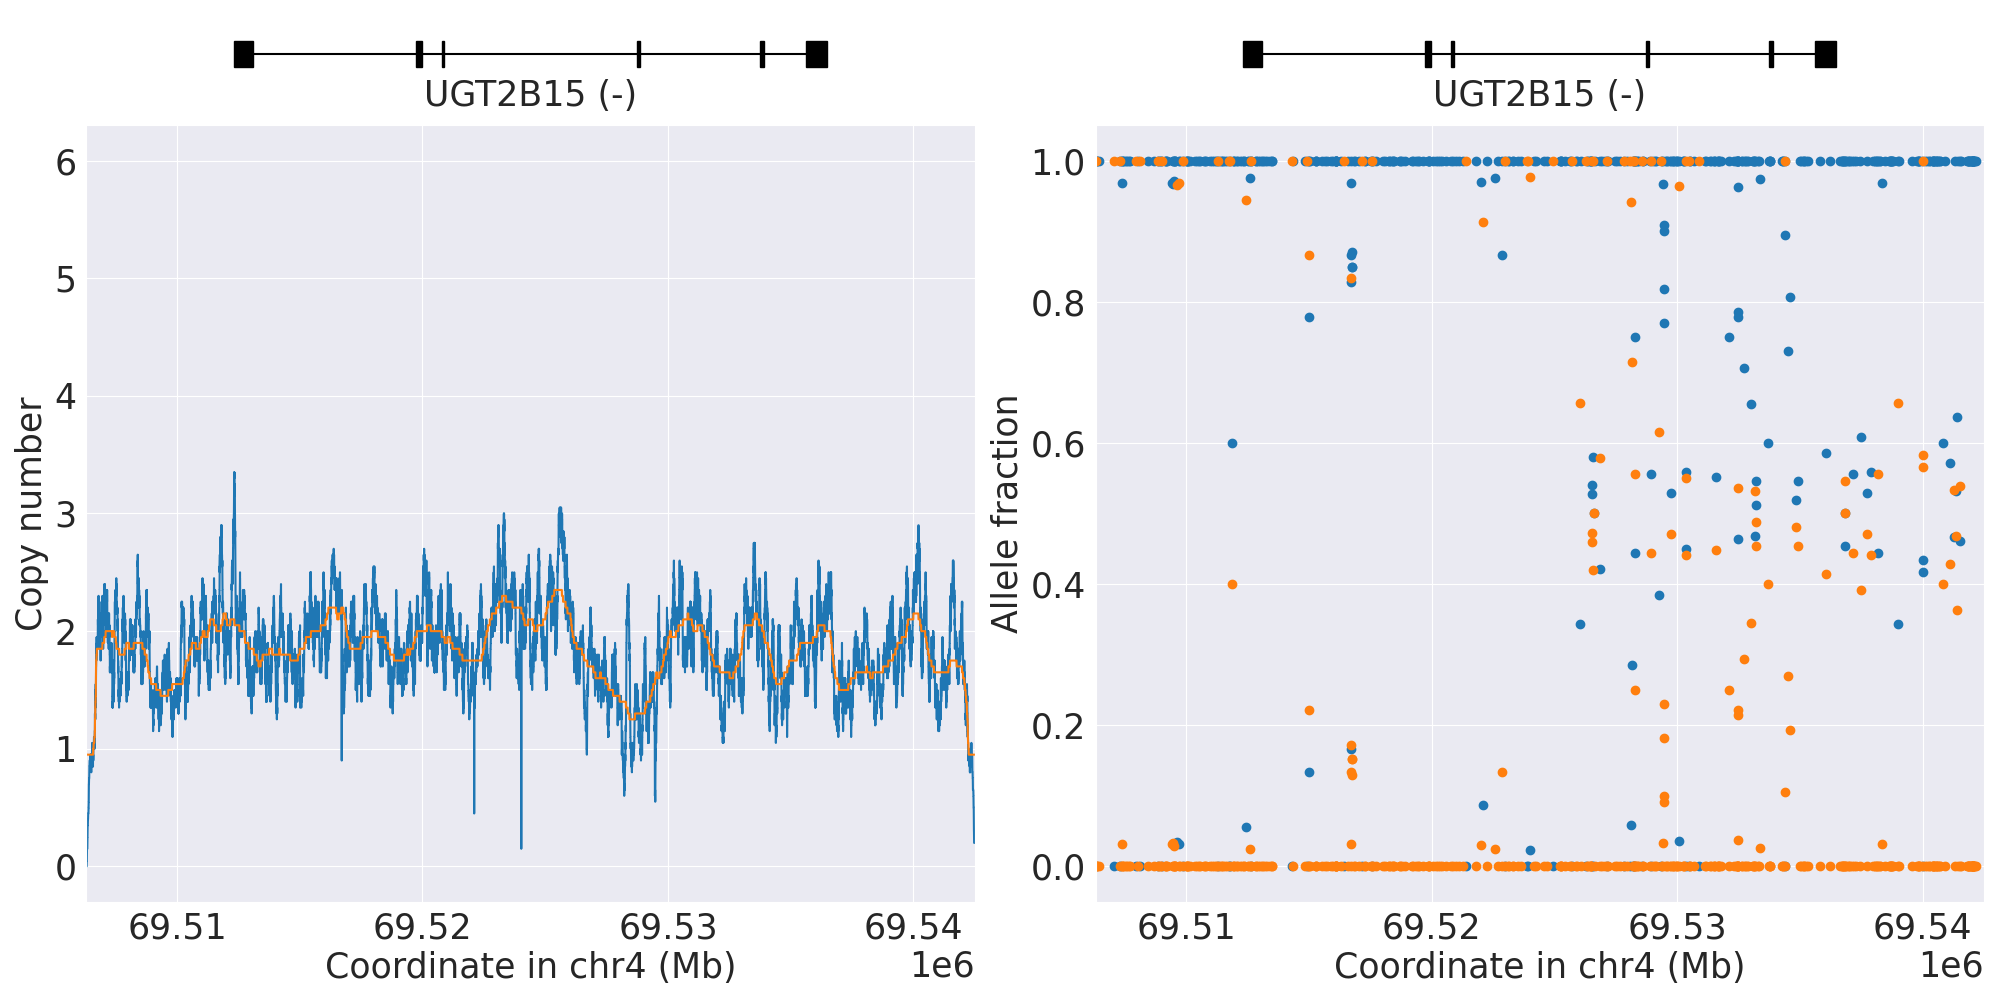 UGT2B15 (-)
6
5
4
3
2
1
0
Copy number
69.51 69.52 69.53 69.54
Coordinate in chr4 (Mb) 1e6
UGT2B15 (-)
1.0
0.8
0.6
0.4
0.2
0.0
Allele fraction
69.51 69.52 69.53 69.54
Coordinate in chr4 (Mb) 1e6